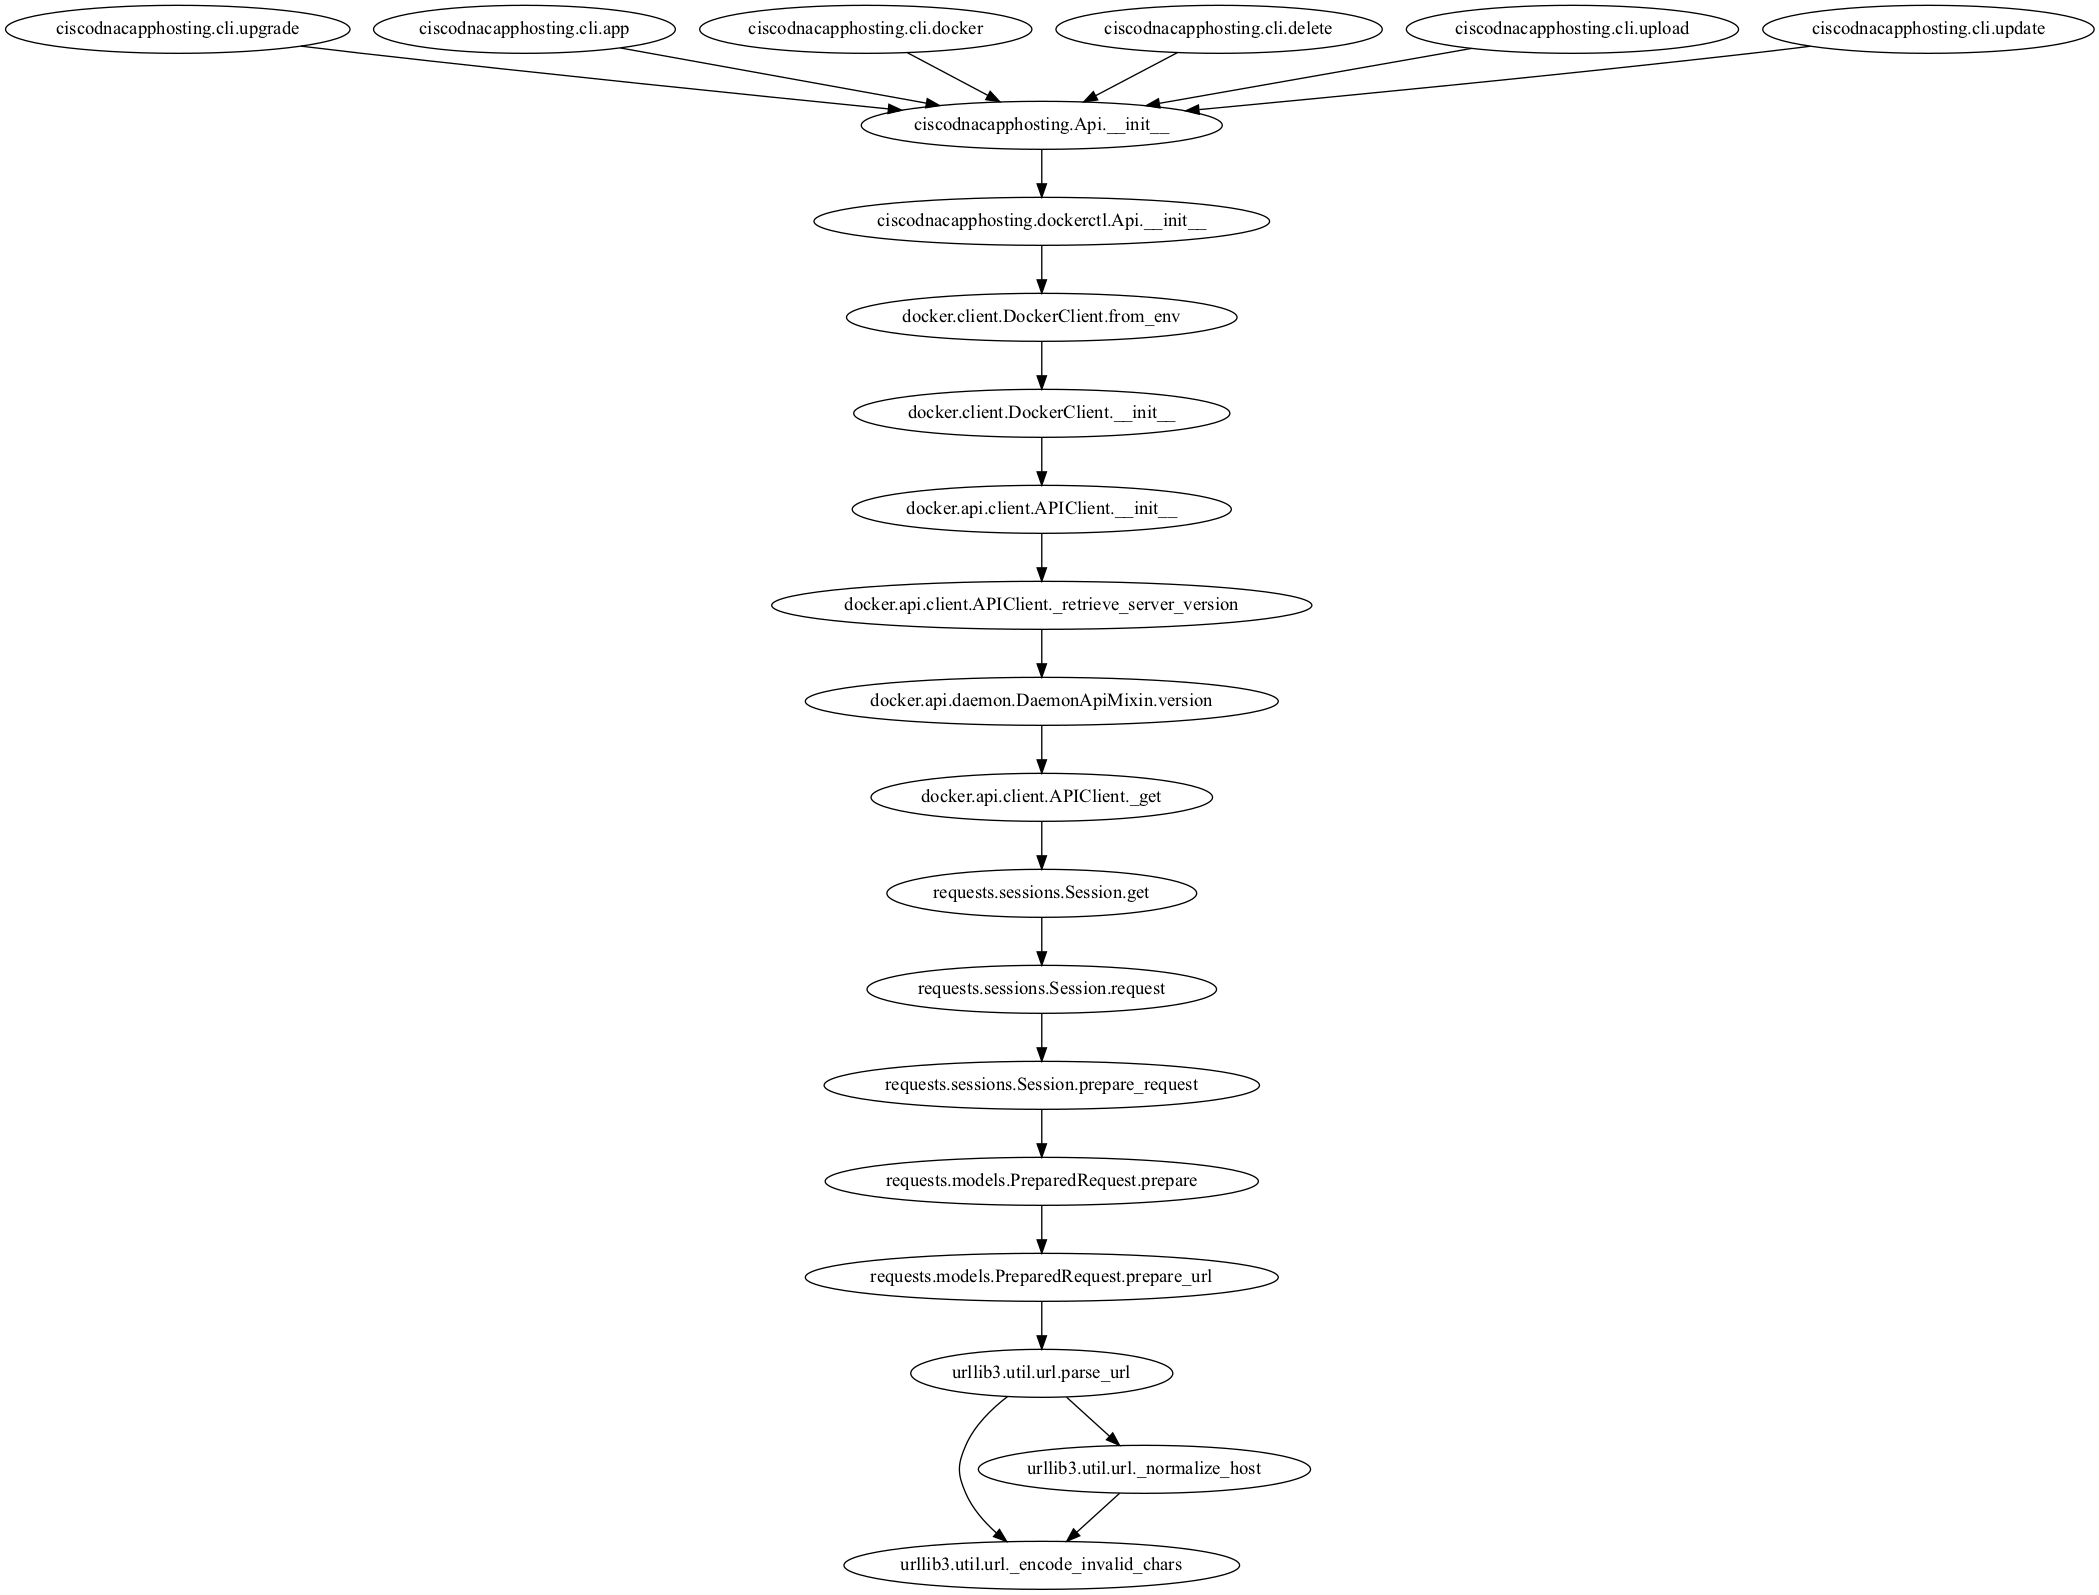 ciscodnacapphosting.cli.upgrade
ciscodnacapphosting.cli.app
ciscodnacapphosting.cli.docker
ciscodnacapphosting.cli.delete
ciscodnacapphosting.cli.upload
ciscodnacapphosting.cli.update
ciscodnacapphosting.Api.__init__
ciscodnacapphosting.dockerctl.Api.__init__
docker.client.DockerClient.from_env
docker.client.DockerClient.__init__
docker.api.client.APIClient.__init__
docker.api.client.APIClient._retrieve_server_version
docker.api.daemon.DaemonApiMixin.version
docker.api.client.APIClient._get
requests.sessions.Session.get
requests.sessions.Session.request
requests.sessions.Session.prepare_request
requests.models.PreparedRequest.prepare
requests.models.PreparedRequest.prepare_url
urllib3.util.url.parse_url
urllib3.util.url._normalize_host
urllib3.util.url._encode_invalid_chars